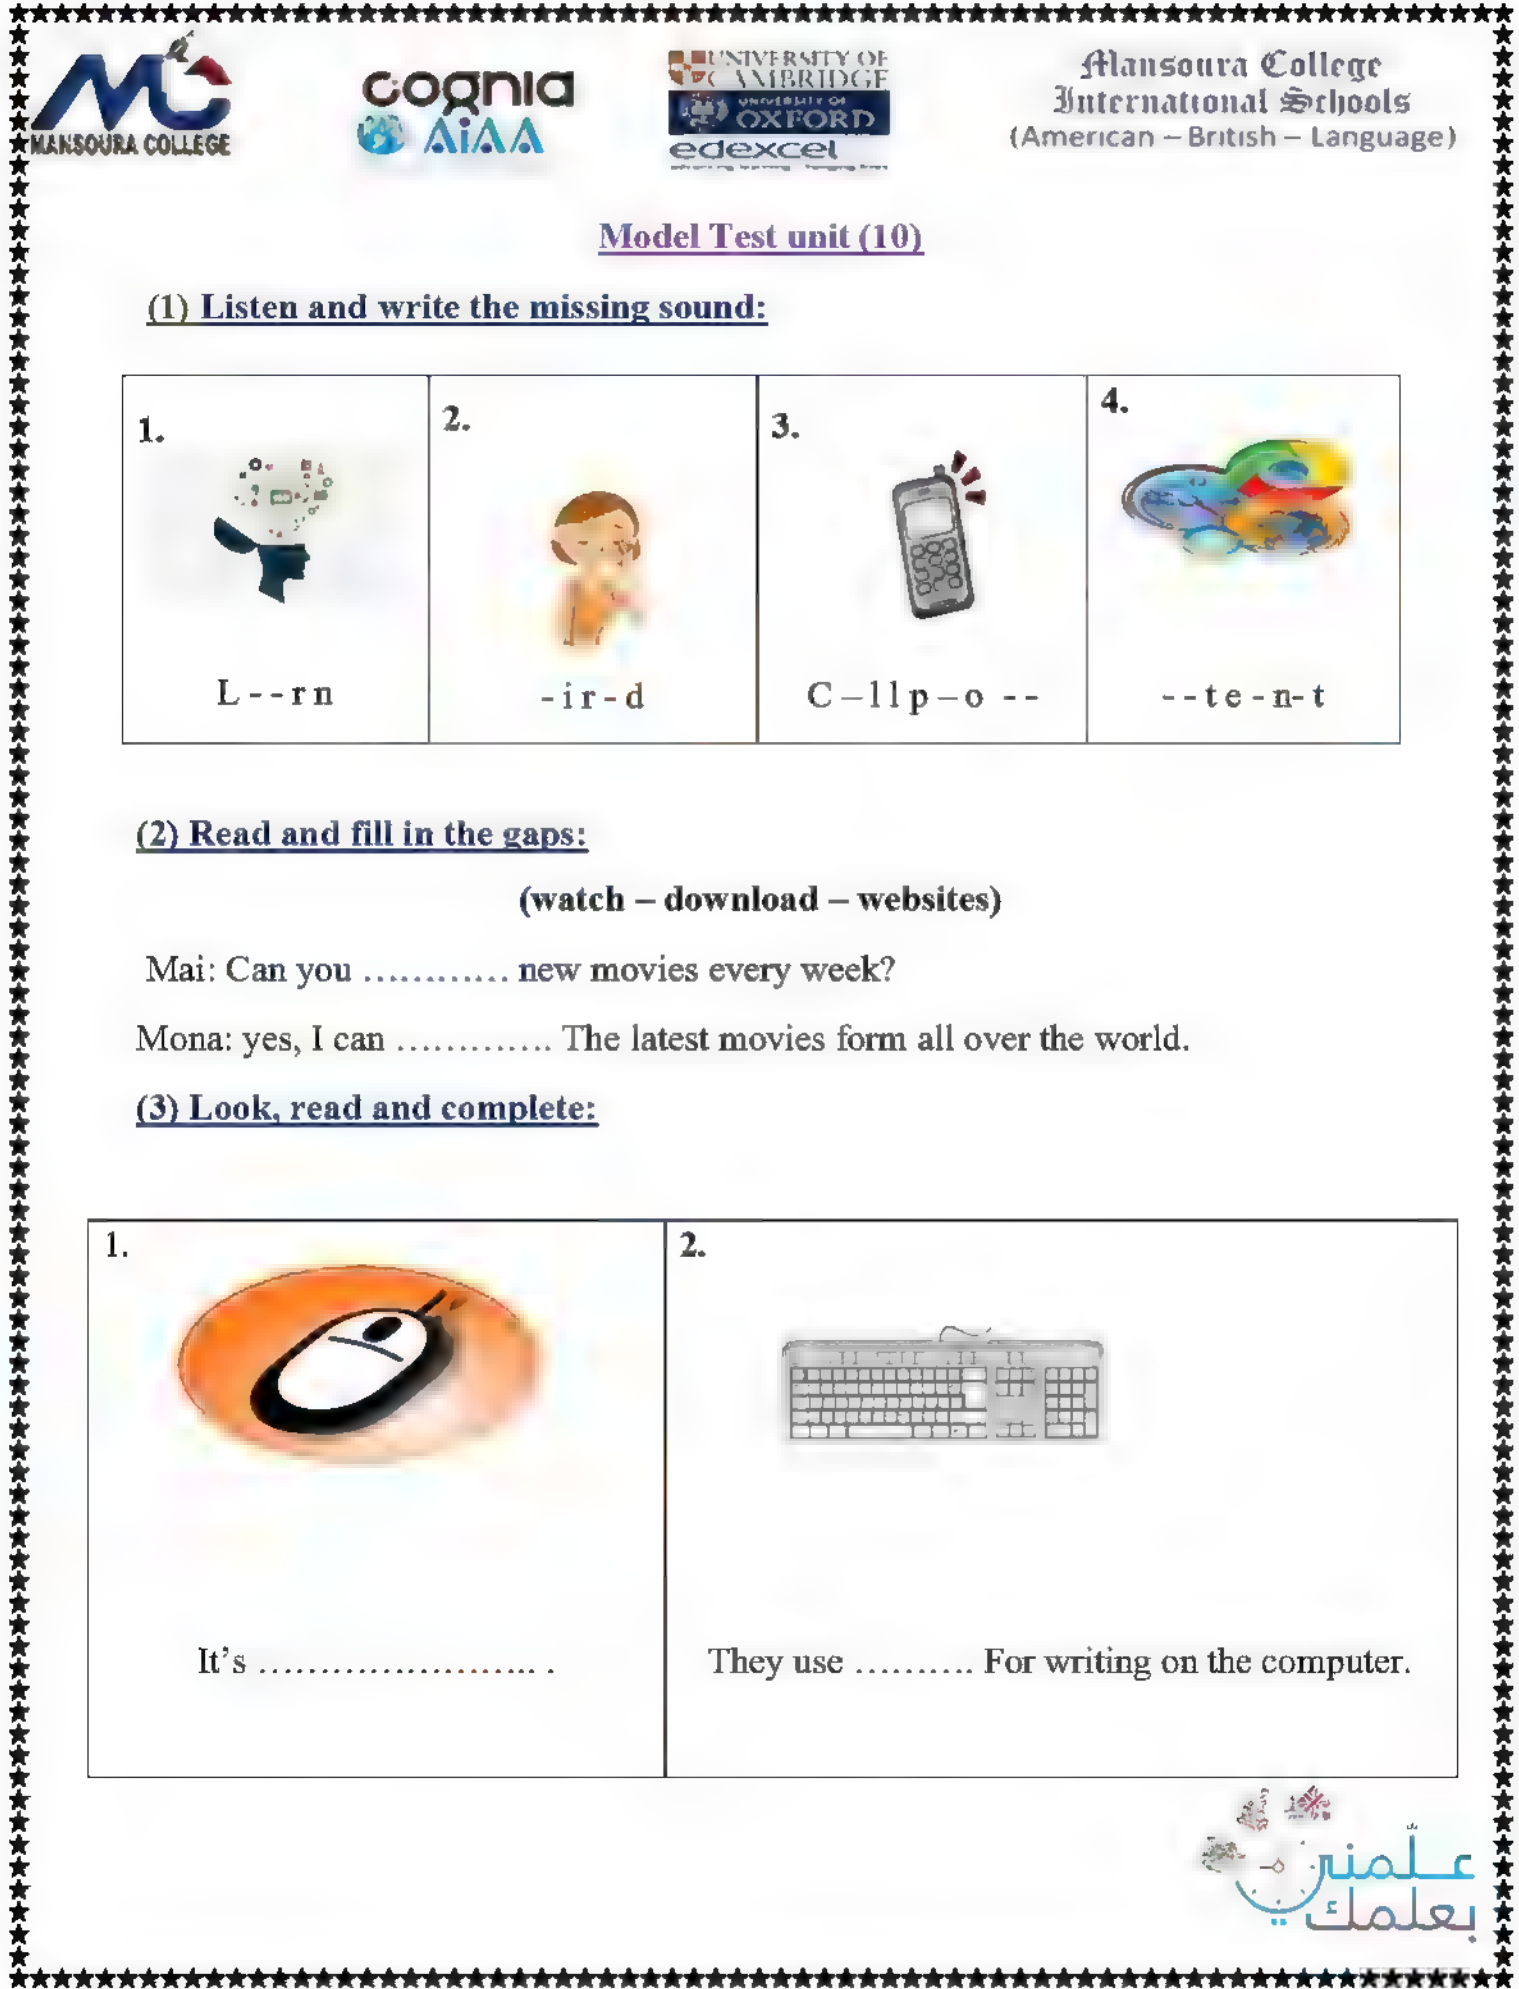 MANSOURA COLLEGE
cognia
AiAA
UNIVERSITY OF
CAMBRIDGE
UNIVERSITY OF
OXFORD
edexcel
Mansoura College
International Schools
(American – British – Language)
Model Test unit (10)
(1) Listen and write the missing sound:
1.
2.
3.
4.
L - - r n
- i r - d
C – l l p – o - -
- - t e - n- t
(2) Read and fill in the gaps:
(watch – download – websites)
Mai: Can you ………… new movies every week?
Mona: yes, I can …………. The latest movies form all over the world.
(3) Look, read and complete:
1.
2.
It's ………………….. .
They use ………. For writing on the computer.
علّمني
بعلمك